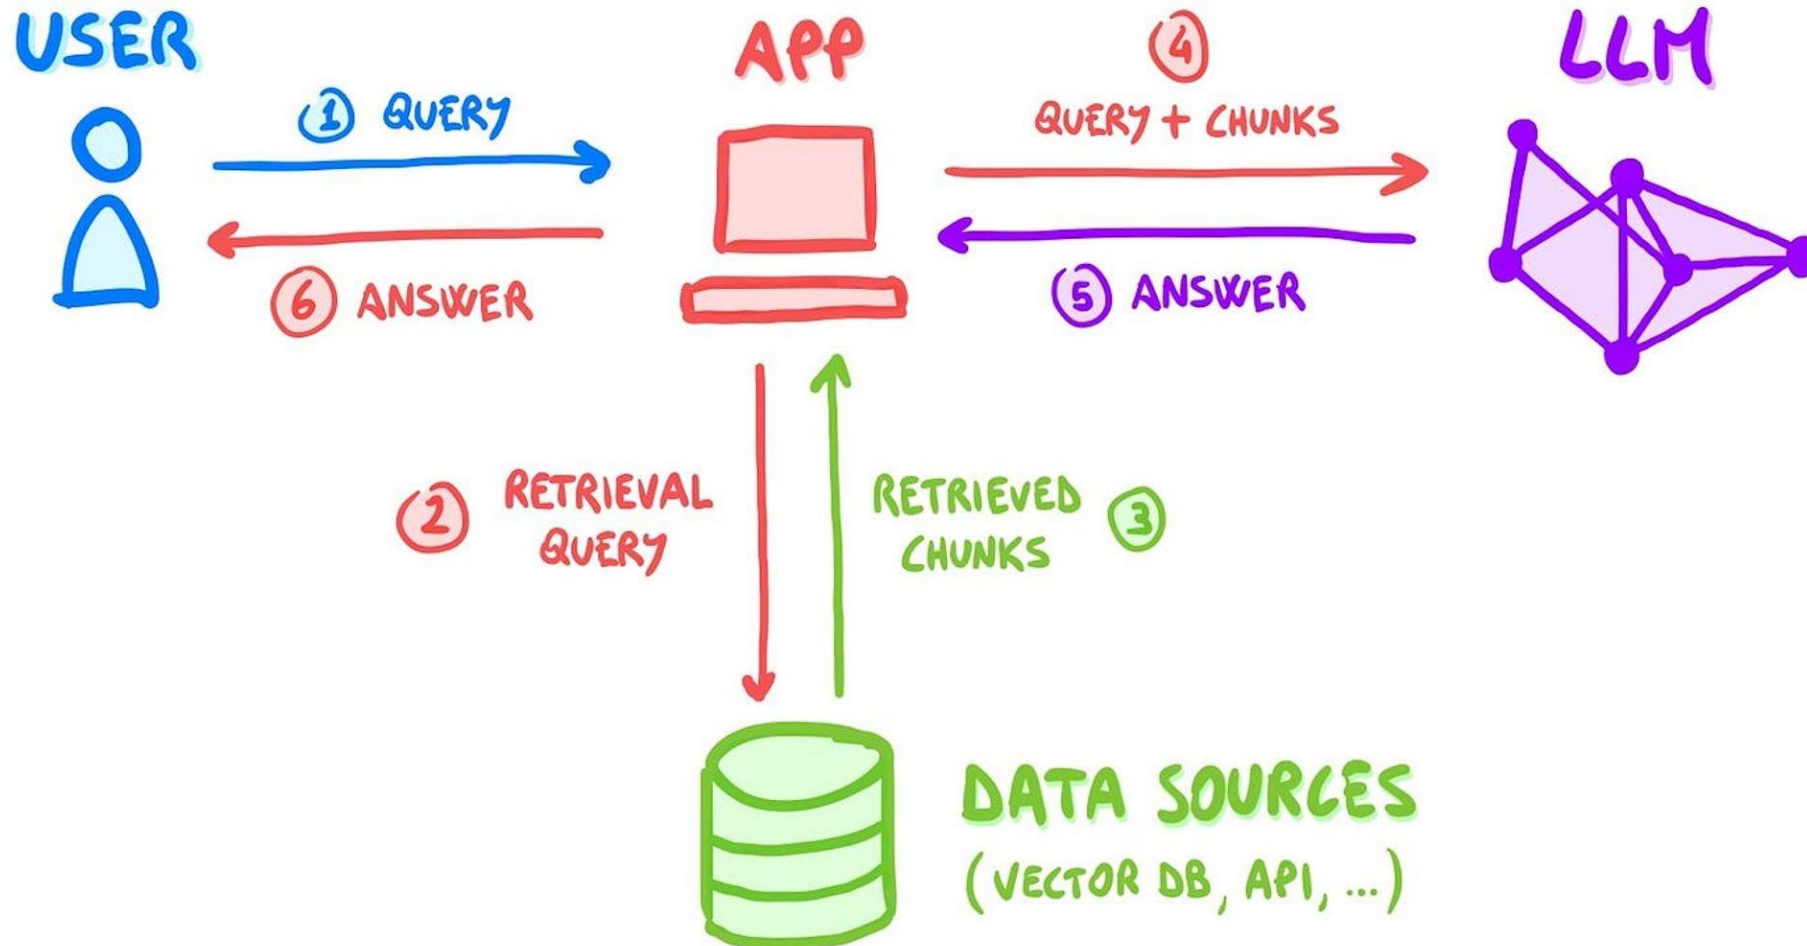 USER
APP
LLM
① QUERY
④
QUERY + CHUNKS
⑥ ANSWER
⑤ ANSWER
② RETRIEVAL
QUERY
RETRIEVED ③
CHUNKS
DATA SOURCES
(VECTOR DB, API, ...)